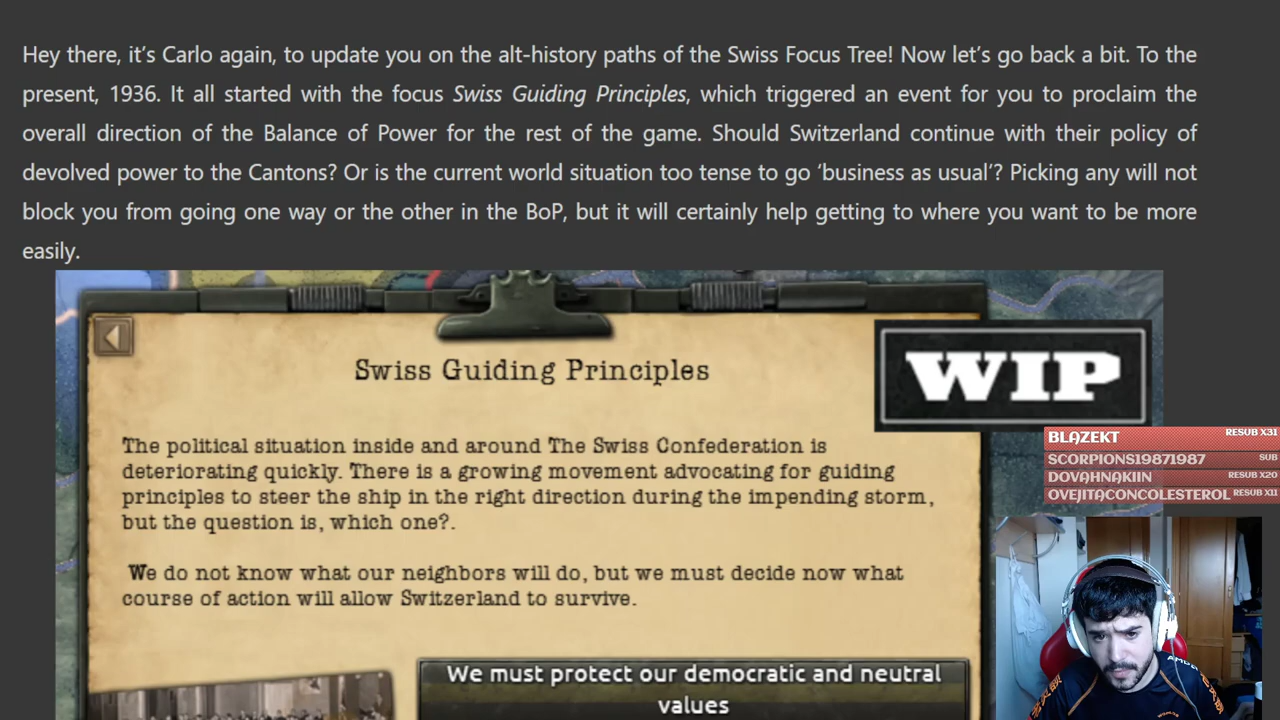 Hey there, it’s Carlo again, to update you on the alt-history paths of the Swiss Focus Tree! Now let’s go back a bit. To the
present, 1936. It all started with the focus Swiss Guiding Principles, which triggered an event for you to proclaim the
overall direction of the Balance of Power for the rest of the game. Should Switzerland continue with their policy of
devolved power to the Cantons? Or is the current world situation too tense to go ‘business as usual’? Picking any will not
block you from going one way or the other in the BoP, but it will certainly help getting to where you want to be more
easily.
Swiss Guiding Principles
WIP
The political situation inside and around The Swiss Confederation is
deteriorating quickly. There is a growing movement advocating for guiding
principles to steer the ship in the right direction during the impending storm,
but the question is, which one?.
We do not know what our neighbors will do, but we must decide now what
course of action will allow Switzerland to survive.
We must protect our democratic and neutral
values
BLAZEKT RESUB X31
SCORPIONS19871987 SUB
DOVAHNAKIIN RESUB X20
OVEJITACONCOLESTEROL RESUB X11